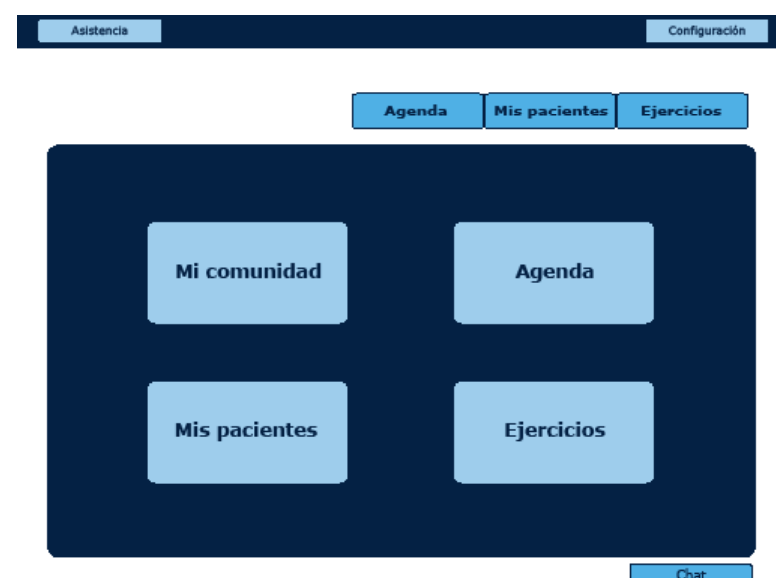 Asistencia
Configuración
Agenda
Mis pacientes
Ejercicios
Mi comunidad
Agenda
Mis pacientes
Ejercicios
Chat